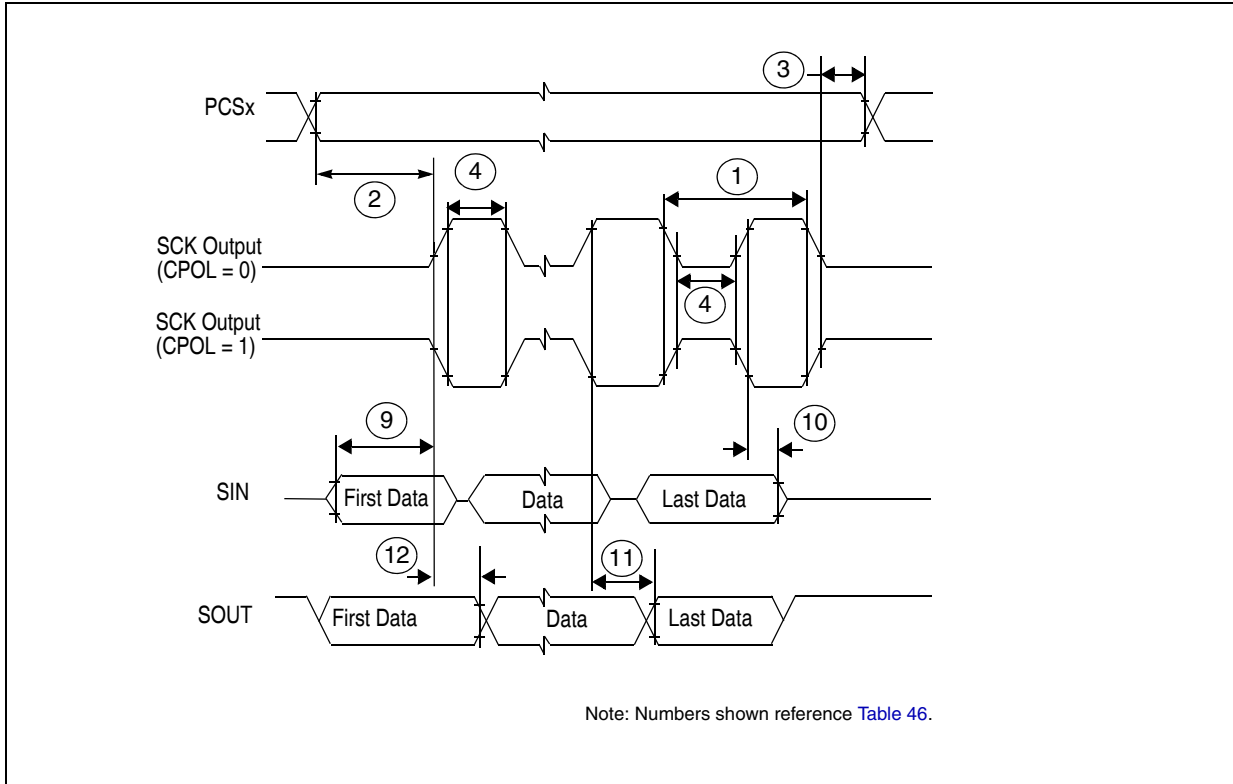 3
PCSx
2
4
1
SCK Output
(CPOL = 0)
4
SCK Output
(CPOL = 1)
9
10
SIN
First Data
Data
Last Data
12
11
SOUT
First Data
Data
Last Data
Note: Numbers shown reference Table 46.